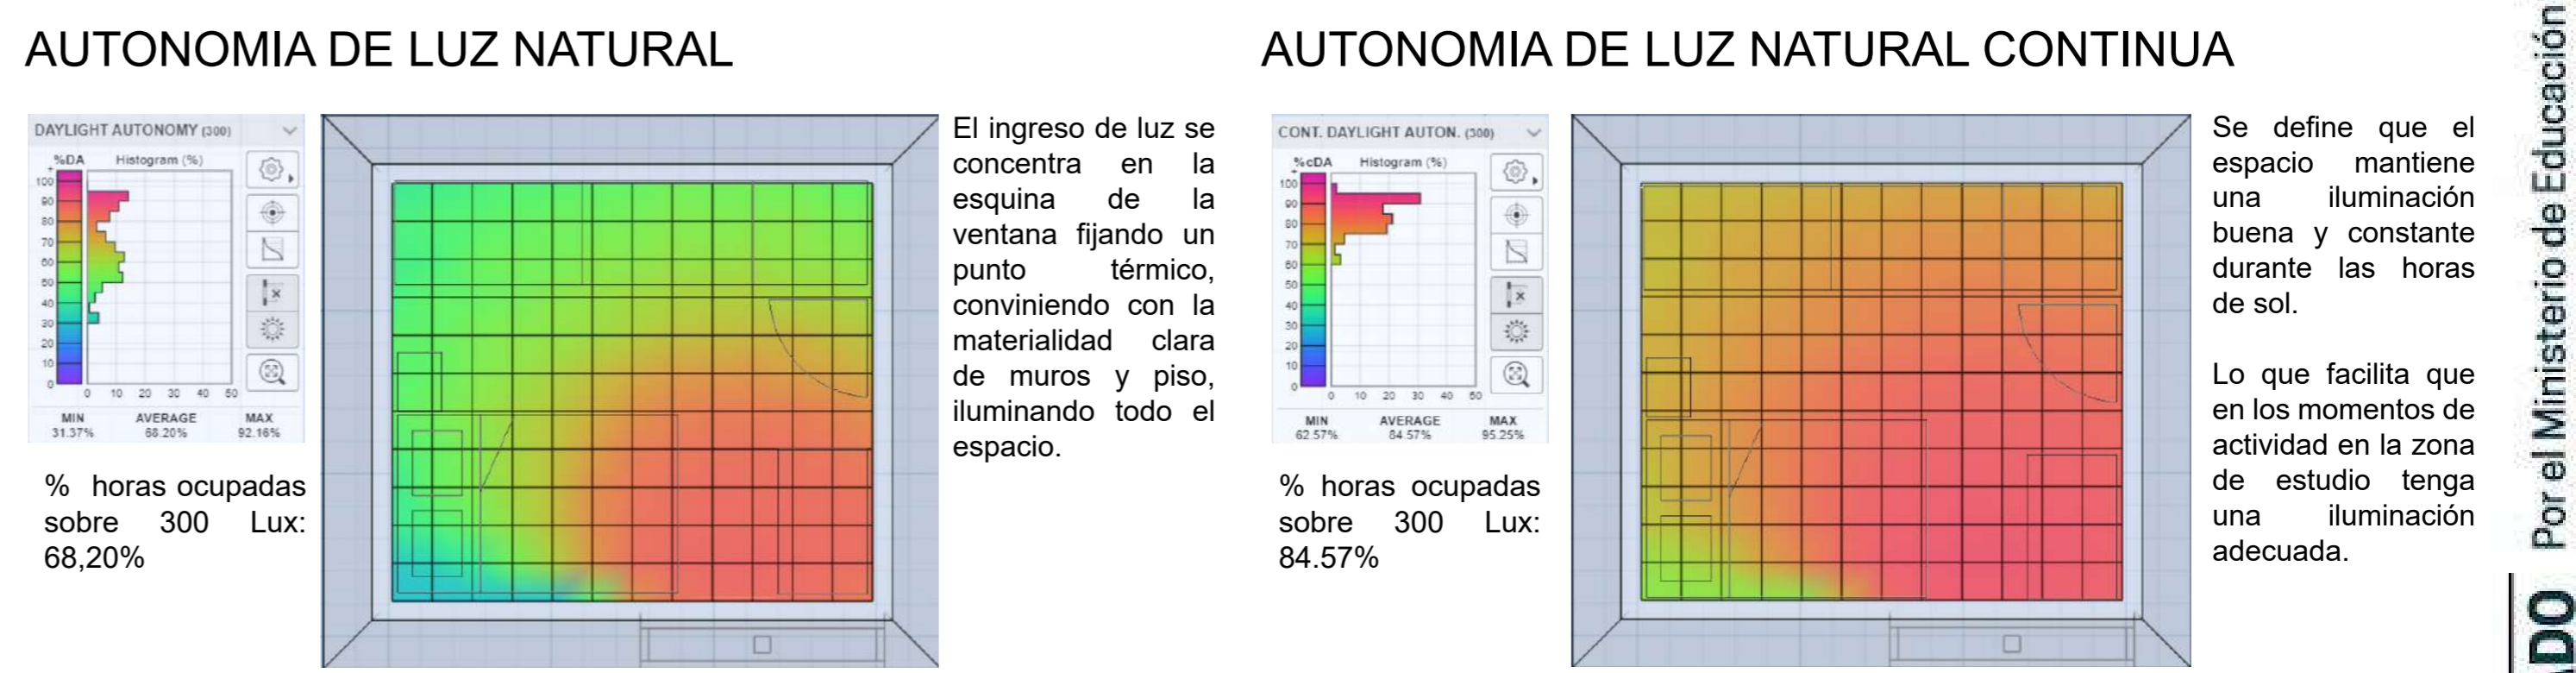 AUTONOMIA DE LUZ NATURAL
DAYLIGHT AUTONOMY (300)
%DA Histogram (%)
+
100
90
80
70
60
50
40
30
20
10
0
0 10 20 30 40 50
MIN AVERAGE MAX
31.37% 68.20% 92.16%
% horas ocupadas
sobre 300 Lux:
68,20%
El ingreso de luz se
concentra en la
esquina de la
ventana fijando un
punto térmico,
conviniendo con la
materialidad clara
de muros y piso,
iluminando todo el
espacio.
AUTONOMIA DE LUZ NATURAL CONTINUA
CONT. DAYLIGHT AUTON. (300)
%cDA Histogram (%)
+
100
90
80
70
60
50
40
30
20
10
0
0 10 20 30 40 50
MIN AVERAGE MAX
62.57% 84.57% 95.25%
% horas ocupadas
sobre 300 Lux:
84.57%
Se define que el
espacio mantiene
una iluminación
buena y constante
durante las horas
de sol.
Lo que facilita que
en los momentos de
actividad en la zona
de estudio tenga
una iluminación
adecuada.
Por el Ministerio de Educación
ADO